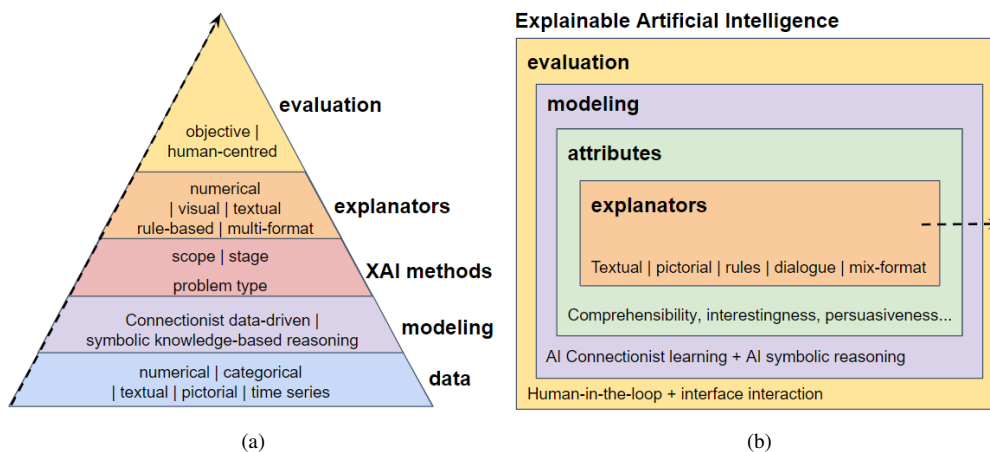 evaluation
objective |
human-centred
numerical
| visual | textual
rule-based | multi-format
explanators
scope | stage
problem type
XAI methods
Connectionist data-driven |
symbolic knowledge-based reasoning
modeling
numerical | categorical
| textual | pictorial | time series
data
(a)
Explainable Artificial Intelligence
evaluation
modeling
attributes
explanators
Textual | pictorial | rules | dialogue | mix-format
Comprehensibility, interestingness, persuasiveness...
AI Connectionist learning + AI symbolic reasoning
Human-in-the-loop + interface interaction
(b)